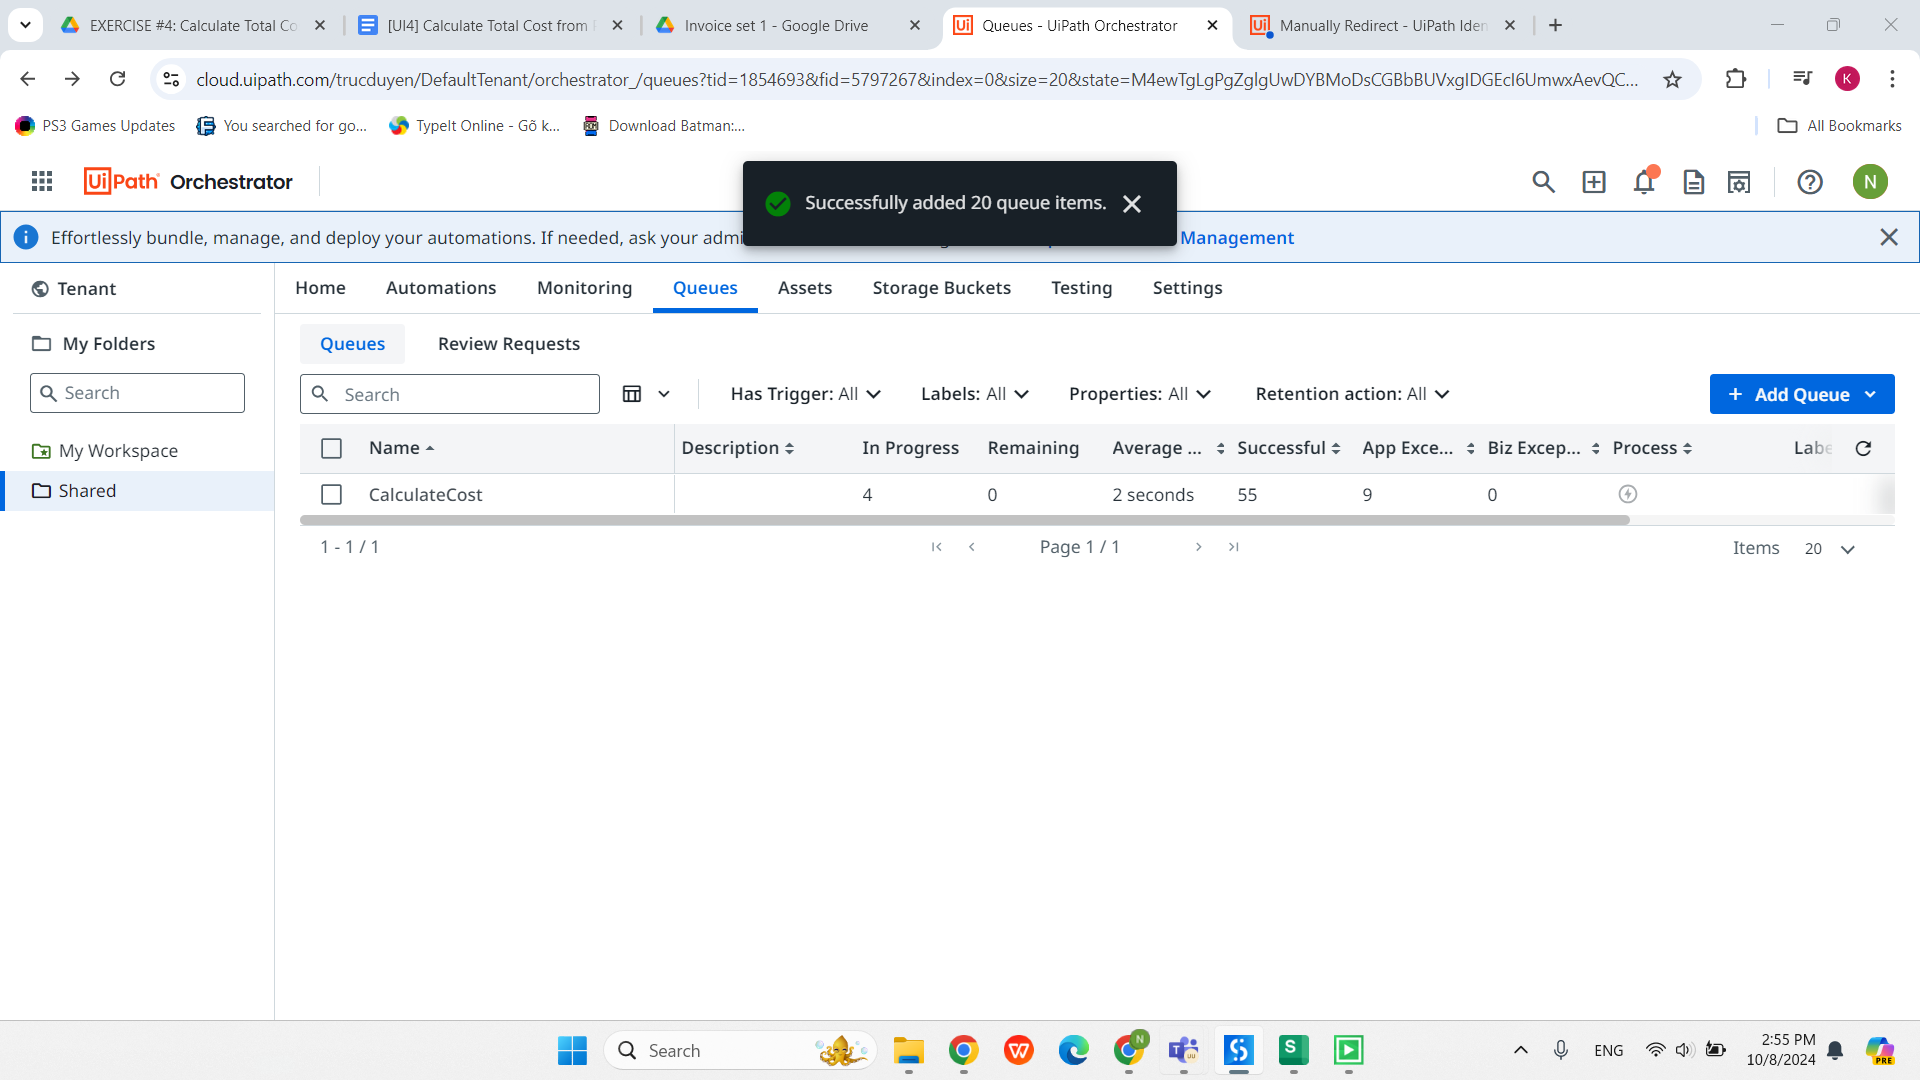 EXERCISE #4: Calculate Total Co
[UI4] Calculate Total Cost from
Invoice set 1 - Google Drive
Queues - UiPath Orchestrator
Manually Redirect - UiPath Iden
cloud.uipath.com/trucduyen/DefaultTenant/orchestrator_/queues?tid=1854693&fid=5797267&index=0&size=20&state=M4ewTgLgPgZglgUwDYBMoDsCGBbBUVxgIDGEcI6UmwxAevQC...
K
PS3 Games Updates
You searched for go...
TypeIt Online - Gõ k...
Download Batman:...
All Bookmarks
UiPath Orchestrator
N
Successfully added 20 queue items.
Effortlessly bundle, manage, and deploy your automations. If needed, ask your admi
Management
Tenant
Home
Automations
Monitoring
Queues
Assets
Storage Buckets
Testing
Settings
My Folders
Search
My Workspace
Shared
Queues
Review Requests
Search
Has Trigger: All
Labels: All
Properties: All
Retention action: All
+ Add Queue
Name
Description
In Progress
Remaining
Average ...
Successful
App Exce...
Biz Excep...
Process
Labe
CalculateCost
4
0
2 seconds
55
9
0
1 - 1 / 1
Page 1 / 1
Items 20
Search
N
ENG
2:55 PM
10/8/2024
PRE